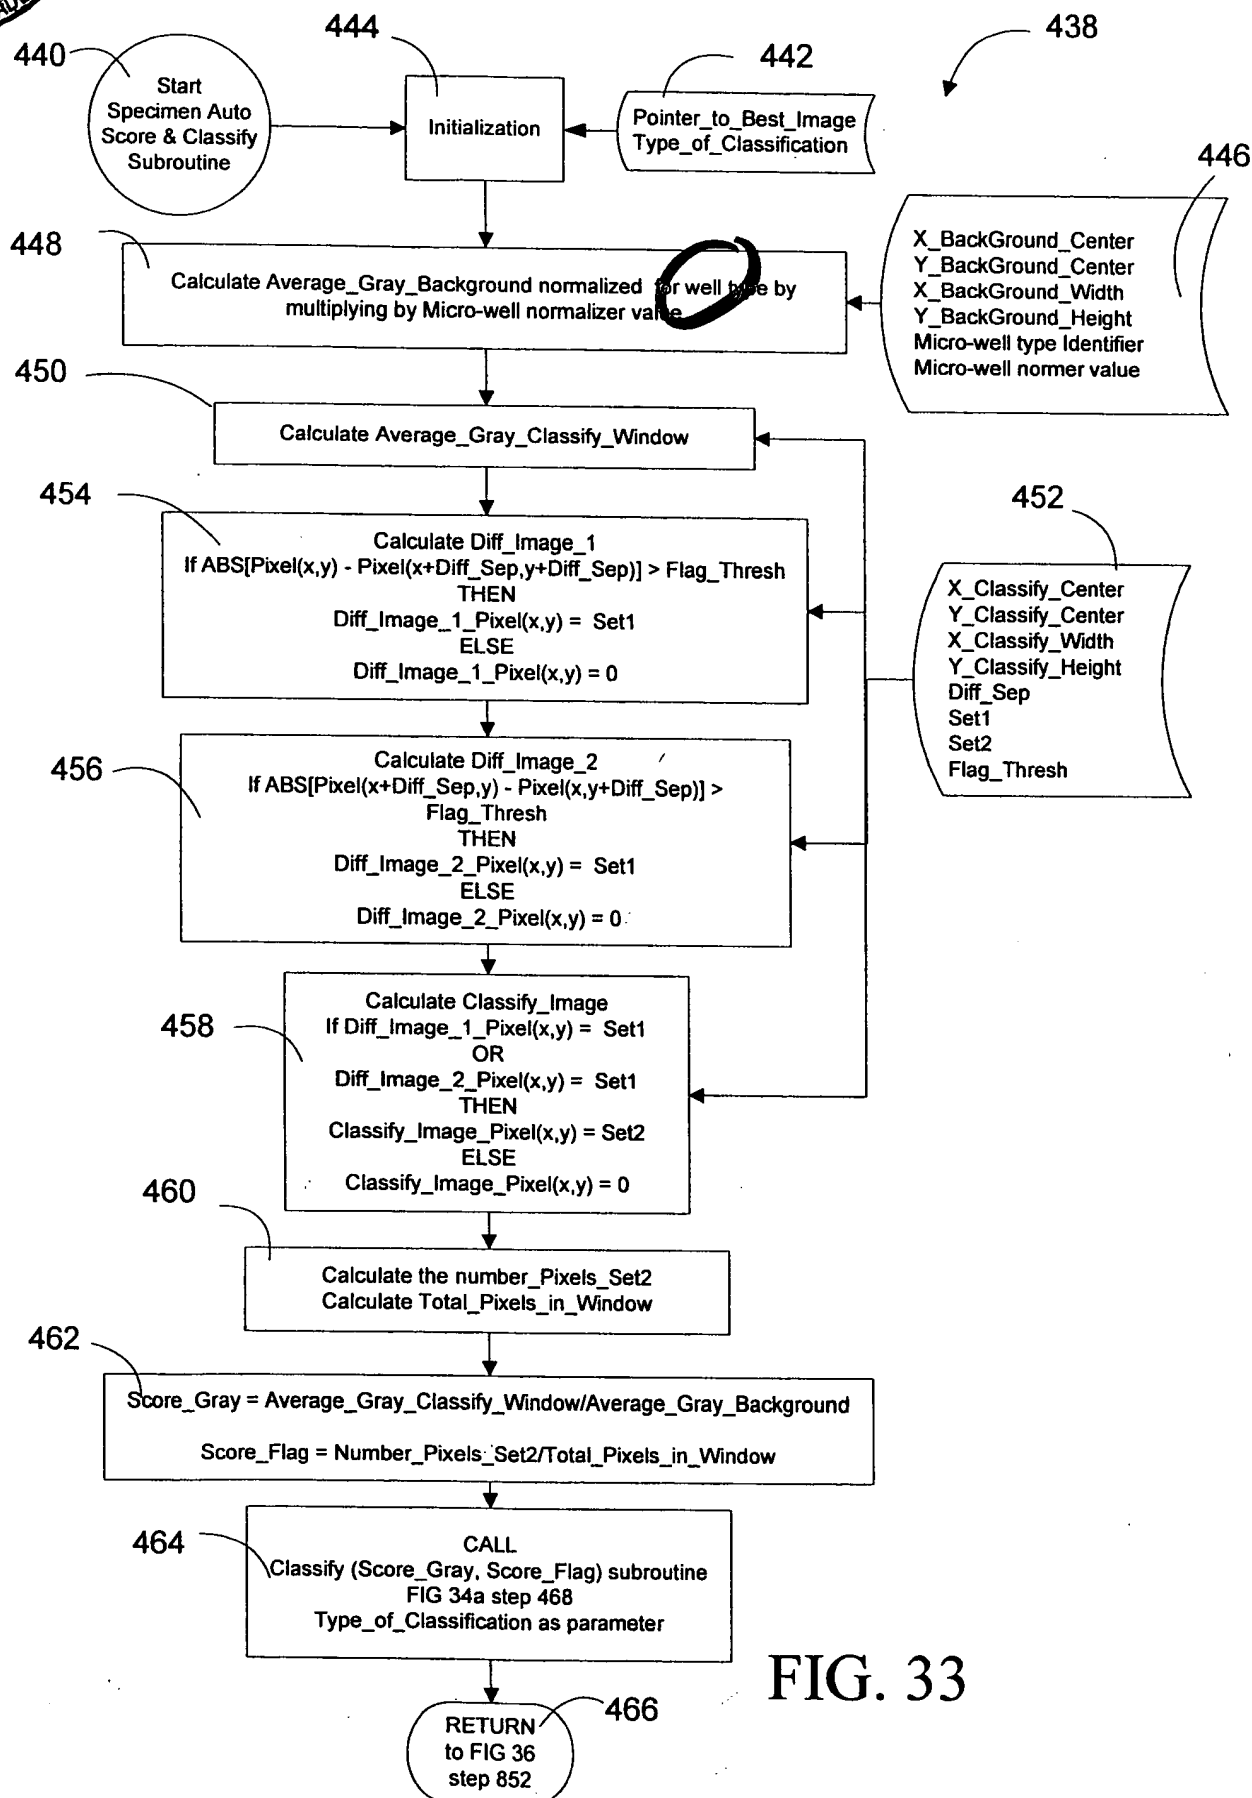 444
438
440
442
Start
Specimen Auto
Score & Classify
Subroutine
Initialization
Pointer_to_Best_Image
Type_of_Classification
446
448
X_BackGround_Center
Y_BackGround_Center
X_BackGround_Width
Y_BackGround_Height
Micro-well type Identifier
Micro-well normer value
Calculate Average_Gray_Background normalized for well type by
multiplying by Micro-well normalizer value
450
Calculate Average_Gray_Classify_Window
454
452
Calculate Diff_Image_1
If ABS[Pixel(x,y) - Pixel(x+Diff_Sep,y+Diff_Sep)] > Flag_Thresh
THEN
Diff_Image_1_Pixel(x,y) = Set1
ELSE
Diff_Image_1_Pixel(x,y) = 0
X_Classify_Center
Y_Classify_Center
X_Classify_Width
Y_Classify_Height
Diff_Sep
Set1
Set2
Flag_Thresh
456
Calculate Diff_Image_2
If ABS[Pixel(x+Diff_Sep,y) - Pixel(x,y+Diff_Sep)] >
Flag_Thresh
THEN
Diff_Image_2_Pixel(x,y) = Set1
ELSE
Diff_Image_2_Pixel(x,y) = 0
458
Calculate Classify_Image
If Diff_Image_1_Pixel(x,y) = Set1
OR
Diff_Image_2_Pixel(x,y) = Set1
THEN
Classify_Image_Pixel(x,y) = Set2
ELSE
Classify_Image_Pixel(x,y) = 0
460
Calculate the number_Pixels_Set2
Calculate Total_Pixels_in_Window
462
Score_Gray = Average_Gray_Classify_Window/Average_Gray_Background
Score_Flag = Number_Pixels_Set2/Total_Pixels_in_Window
464
CALL
Classify (Score_Gray, Score_Flag) subroutine
FIG 34a step 468
Type_of_Classification as parameter
FIG. 33
466
RETURN
to FIG 36
step 852